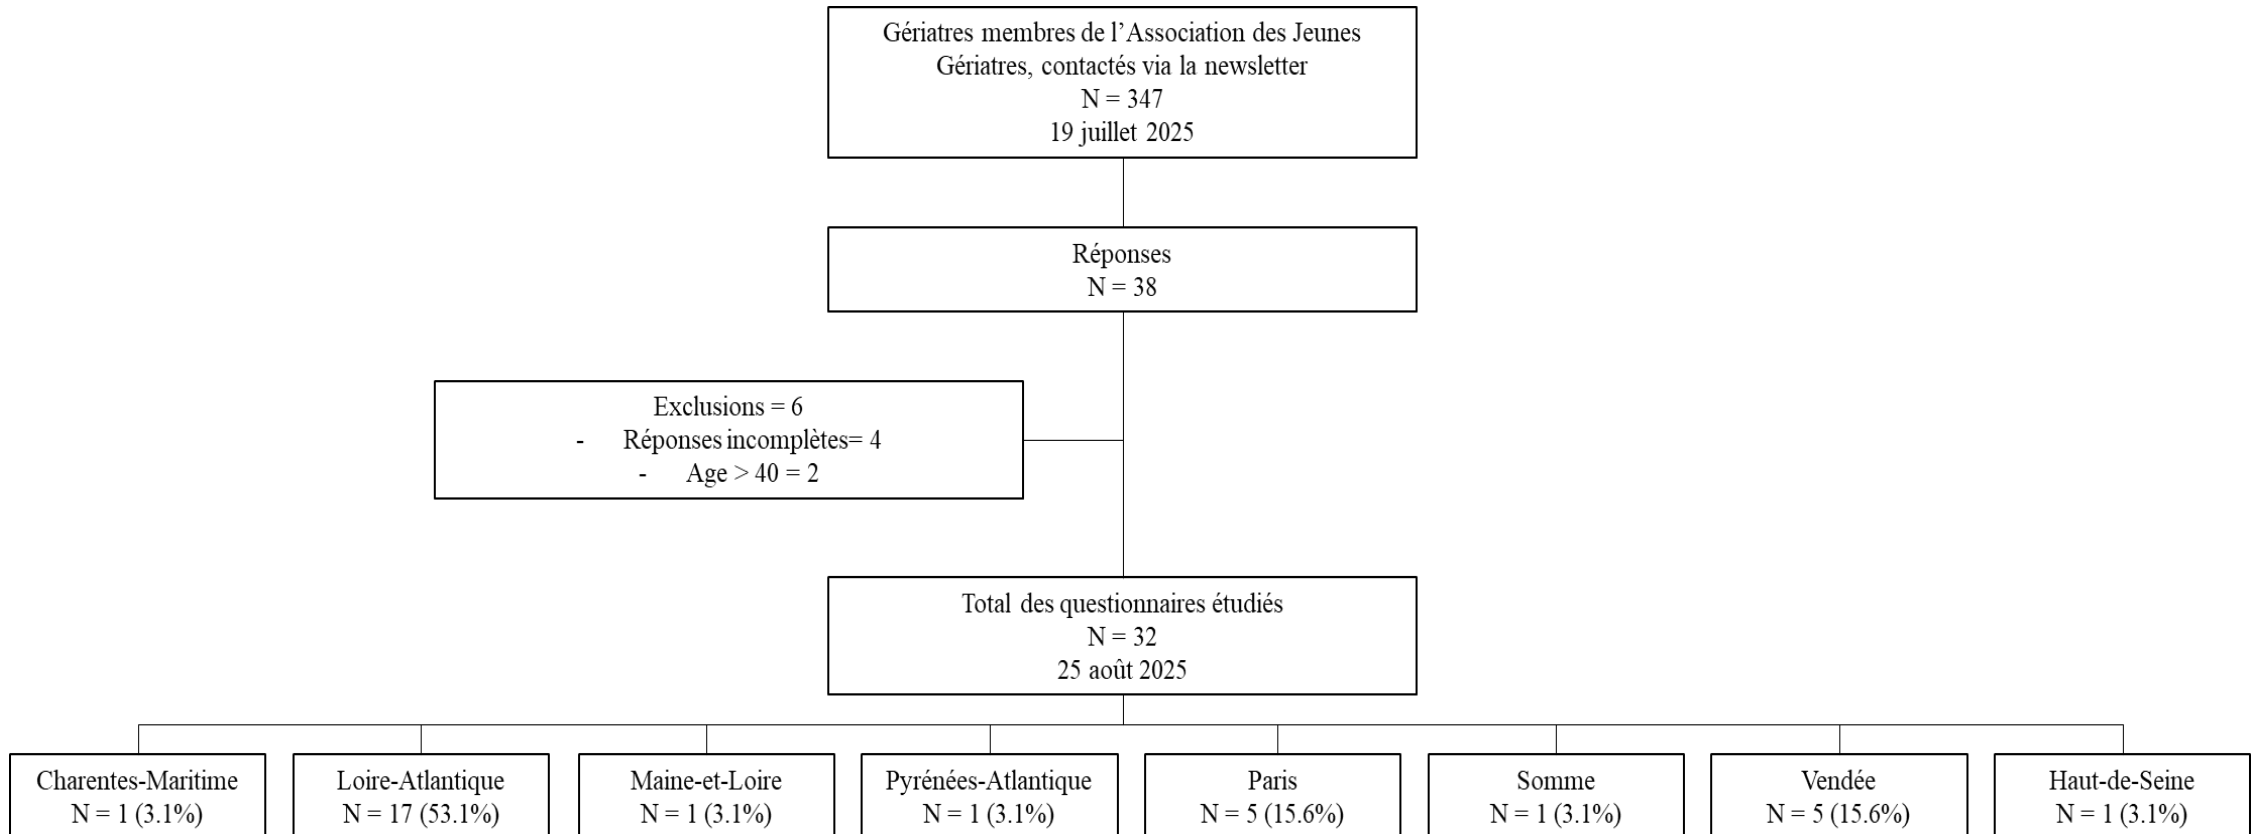 Gériatres membres de l’Association des Jeunes
Gériatres, contactés via la newsletter
N = 347
19 juillet 2025
Réponses
N = 38
Exclusions = 6
- Réponses incomplètes= 4
- Age > 40 = 2
Total des questionnaires étudiés
N = 32
25 août 2025
Charentes-Maritime
N = 1 (3.1%)
Loire-Atlantique
N = 17 (53.1%)
Maine-et-Loire
N = 1 (3.1%)
Pyrénées-Atlantique
N = 1 (3.1%)
Paris
N = 5 (15.6%)
Somme
N = 1 (3.1%)
Vendée
N = 5 (15.6%)
Haut-de-Seine
N = 1 (3.1%)